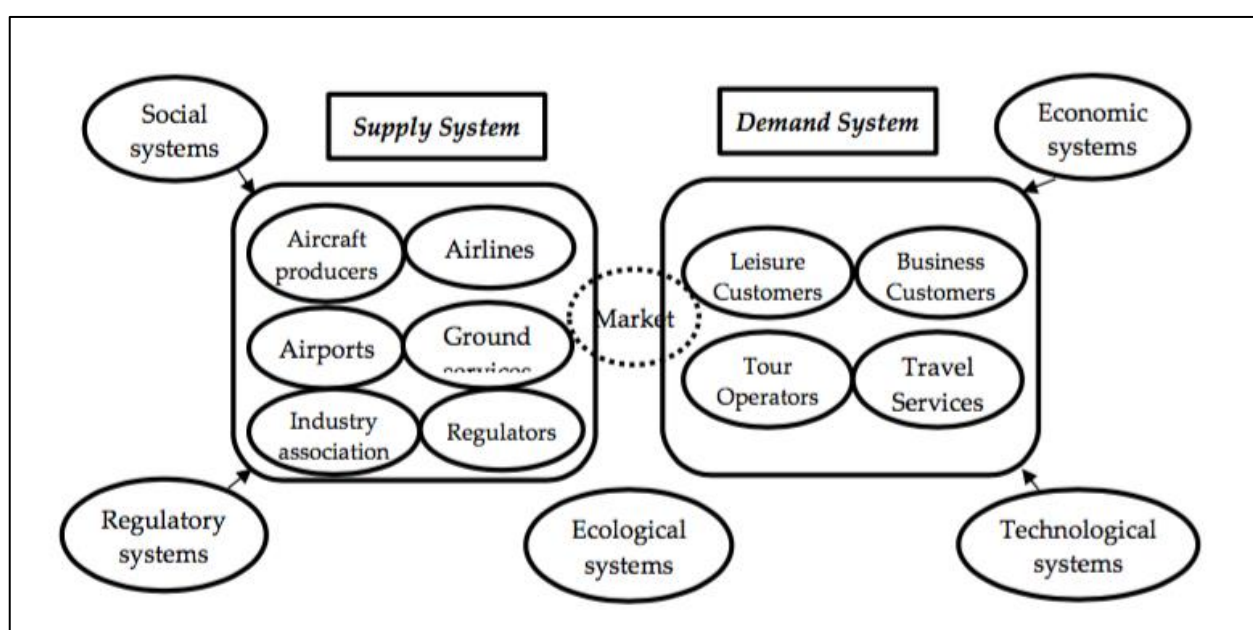 Social
systems
Supply System
Demand System
Economic
systems
Aircraft
producers
Airlines
Leisure
Customers
Business
Customers
Market
Airports
Ground
services
Tour
Operators
Travel
Services
Industry
association
Regulators
Regulatory
systems
Ecological
systems
Technological
systems